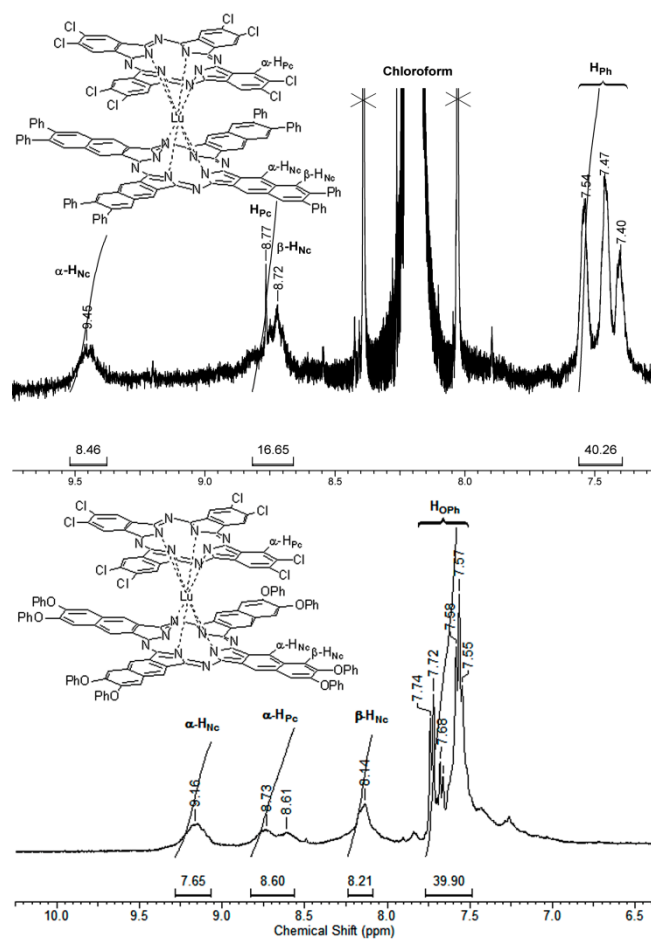 Cl Cl
Cl Cl
N N N
N N N N
N
α-HPc
Cl Cl
Cl Cl
Lu
Ph Ph
Ph
Ph
N N N
N N N N
N
α-HNc
β-HNc
Ph Ph
Ph Ph
Chloroform
HPh
HPc
β-HNc
α-HNc
9.45
8.77
8.72
7.54
7.47
7.40
8.46 16.65 40.26
9.5 9.0 8.5 8.0 7.5
Cl Cl
Cl Cl
N N N
N N N N
N
α-HPc
Cl Cl
Cl Cl
Lu
OPh
OPh
PhO
PhO
N N N
N N N N
N
α-HNc
β-HNc
PhO OPh
PhO OPh
HOPh
α-HNc α-HPc β-HNc
9.16
8.73
8.61
8.14
7.74
7.72
7.68
7.58
7.57
7.55
7.65 8.60 8.21 39.90
10.0 9.5 9.0 8.5 8.0 7.5 7.0 6.5
Chemical Shift (ppm)